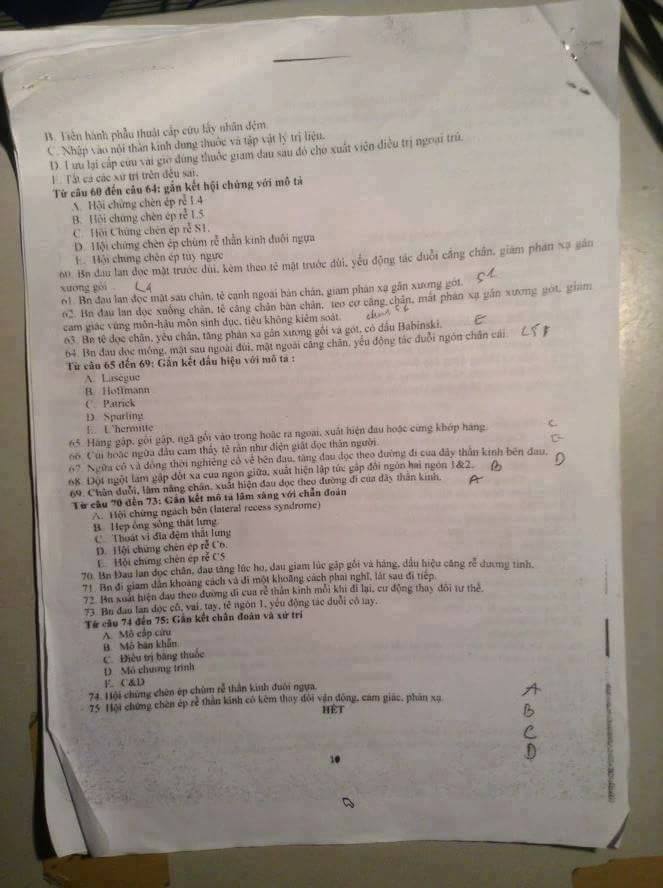 B. Tiến hành phẫu thuật cấp cứu lấy nhân đệm.
C. Nhập vào nội thần kinh dùng thuốc và tập vật lý trị liệu.
D. Lưu lại cấp cứu vài giờ dùng thuốc giảm đau sau đó cho xuất viện điều trị ngoại trú.
E. Tất cả các xử trí trên đều sai.
Từ câu 60 đến câu 64: gắn kết hội chứng với mô tả
A. Hội chứng chèn ép rễ L4
B. Hội chứng chèn ép rễ L5
C. Hội Chứng chèn ép rễ S1.
D. Hội chứng chèn ép chùm rễ thần kinh đuôi ngựa
E. Hội chứng chèn ép tủy ngực
60. Bn đau lan dọc mặt trước đùi, kèm theo tê mặt trước đùi, yếu động tác duỗi cẳng chân, giảm phản xạ gân
xương gối L4
61. Bn đau lan dọc mặt sau chân, tê cạnh ngoài bàn chân, giảm phản xạ gân xương gót. S1
62. Bn đau lan dọc xuống chân, tê cẳng chân bàn chân, teo cơ cẳng chân, mất phản xạ gân xương gót, giảm
cảm giác vùng môn-hậu môn sinh dục, tiêu không kiểm soát.
63. Bn tê dọc chân, yếu chân, tăng phản xạ gân xương gối và gót, có dấu Babinski. E
64. Bn đau dọc mông, mặt sau ngoài đùi, mặt ngoài cẳng chân, yếu động tác duỗi ngón chân cái. L5
Từ câu 65 đến 69: Gắn kết dấu hiệu với mô tả :
A. Lasègue
B. Hoffmann
C. Patrick
D. Spurling
E. L'hermitte
65. Háng gập, gối gập, ngã gối vào trong hoặc ra ngoài, xuất hiện đau hoặc cứng khớp háng. C
66. Cúi hoặc ngửa đầu cảm thấy tê rần như điện giật dọc thân người. E
67. Ngửa cổ và đồng thời nghiêng cổ về bên đau, tăng đau dọc theo đường đi của dây thần kinh bên đau. D
68. Đột ngột làm gập đốt xa của ngón giữa, xuất hiện lập tức gấp đôi ngón hai ngón 1&2. B
69. Chân duỗi, làm nâng chân, xuất hiện đau dọc theo đường đi của dây thần kinh. A
Từ câu 70 đến 73: Gắn kết mô tả lâm sàng với chẩn đoán
A. Hội chứng ngách bên (lateral recess syndrome)
B. Hẹp ống sống thắt lưng
C. Thoát vị đĩa đệm thắt lưng
D. Hội chứng chèn ép rễ C6.
E. Hội chứng chèn ép rễ C5
70. Bn Đau lan dọc chân, đau tăng lúc ho, đau giảm lúc gập gối và háng, dấu hiệu căng rễ dương tính.
71. Bn đi giảm dần khoảng cách và đi một khoảng cách phải nghỉ, lát sau đi tiếp.
72. Bn xuất hiện đau theo đường đi của rễ thần kinh mỗi khi đi lại, cư động thay đổi tư thế.
73. Bn đau lan dọc cổ, vai, tay, tê ngón 1, yếu động tác duỗi cổ tay.
Từ câu 74 đến 75: Gắn kết chẩn đoán và xử trí
A. Mổ cấp cứu
B. Mổ bán khẩn
C. Điều trị bằng thuốc
D. Mổ chương trình
E. C&D
74. Hội chứng chèn ép chùm rễ thần kinh đuôi ngựa. A
75. Hội chứng chèn ép rễ thần kinh có kèm thay đổi vận động, cảm giác, phản xạ. B
HẾT
C
D
10